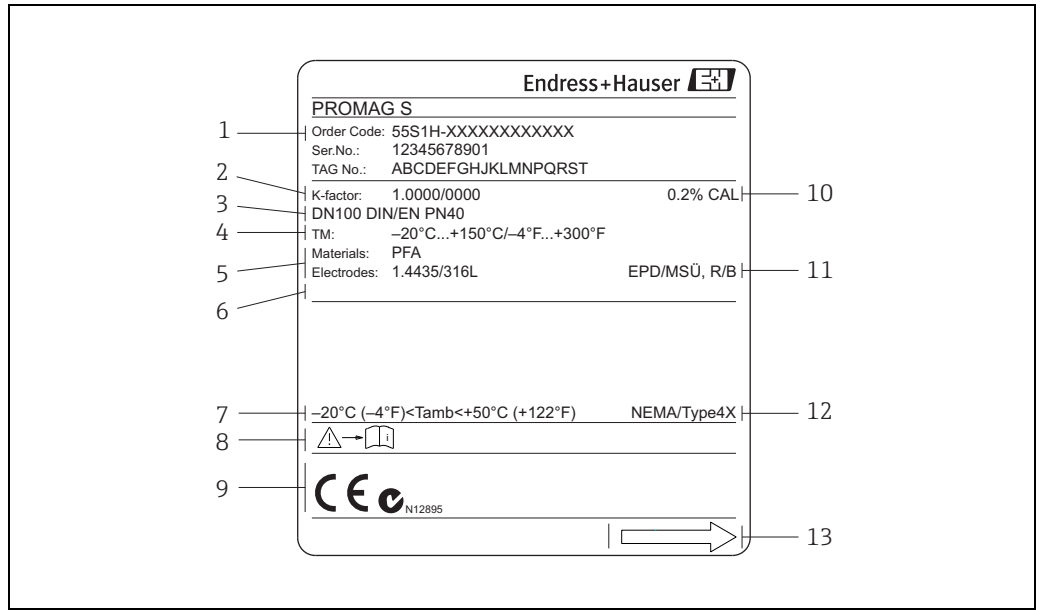 Endress+Hauser
PROMAG S
1
Order Code: 55S1H-XXXXXXXXXXXX
Ser.No.: 12345678901
TAG No.: ABCDEFGHJKLMNPQRST
2
K-factor: 1.0000/0000 0.2% CAL 10
3
DN100 DIN/EN PN40
4
TM: –20°C...+150°C/–4°F...+300°F
Materials: PFA
5
Electrodes: 1.4435/316L EPD/MSÜ, R/B 11
6
7 –20°C (–4°F)<Tamb<+50°C (+122°F) NEMA/Type4X 12
8 i
9 CE
N12895
13